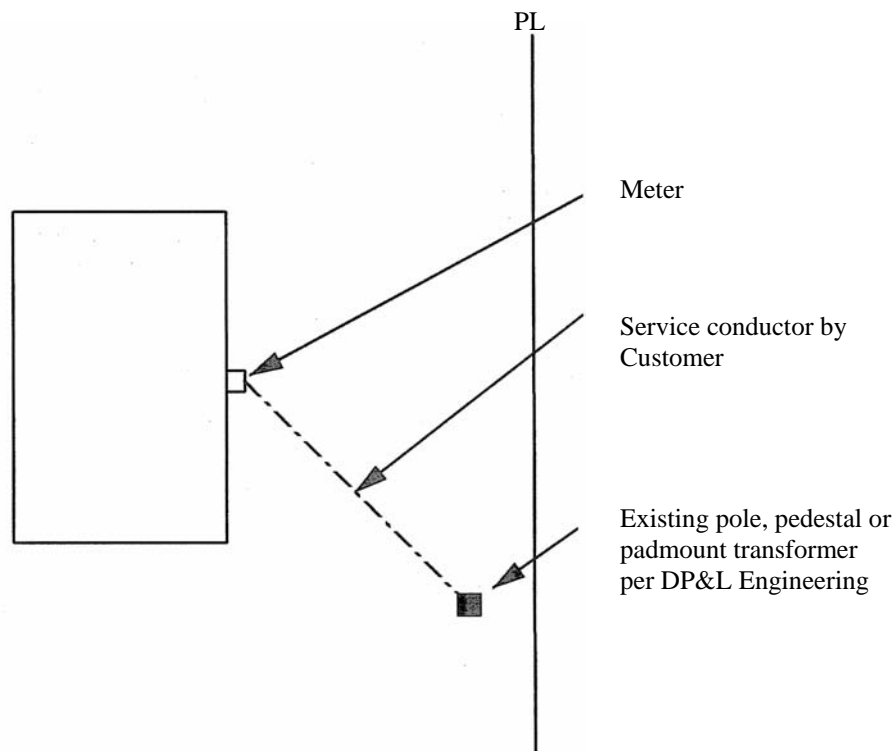 PL
Meter
Service conductor by
Customer
Existing pole, pedestal or
padmount transformer
per DP&L Engineering